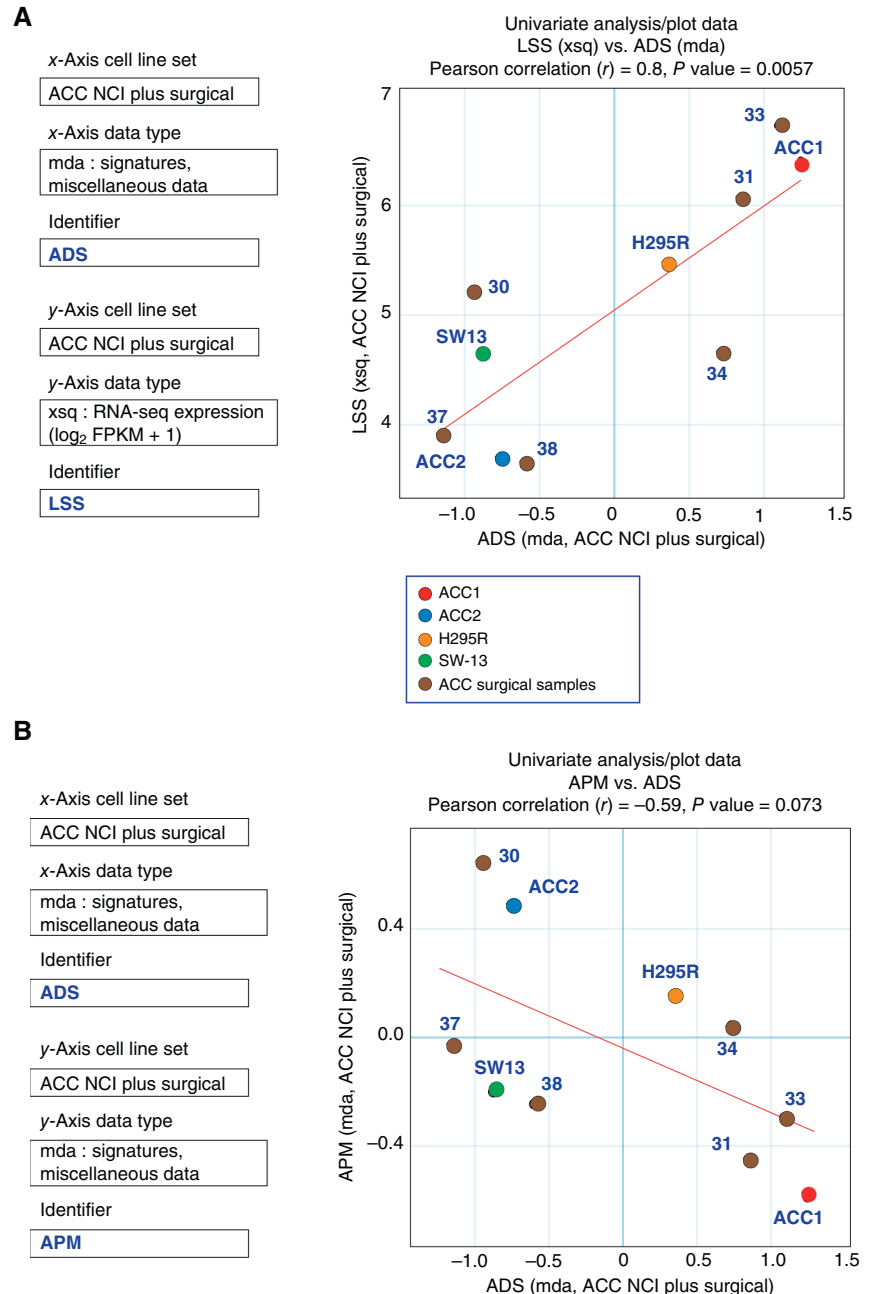 A
x-Axis cell line set
ACC NCI plus surgical
x-Axis data type
mda : signatures,
miscellaneous data
Identifier
ADS
y-Axis cell line set
ACC NCI plus surgical
y-Axis data type
xsq : RNA-seq expression
(log₂ FPKM + 1)
Identifier
LSS
Univariate analysis/plot data
LSS (xsq) vs. ADS (mda)
Pearson correlation (r) = 0.8, P value = 0.0057
LSS (xsq, ACC NCI plus surgical)
7
6
5
4
33
ACC1
31
H295R
30
SW13
34
37
ACC2
38
–1.0
–0.5
0
0.5
1
1.5
ADS (mda, ACC NCI plus surgical)
ACC1
ACC2
H295R
SW-13
ACC surgical samples
B
x-Axis cell line set
ACC NCI plus surgical
x-Axis data type
mda : signatures,
miscellaneous data
Identifier
ADS
y-Axis cell line set
ACC NCI plus surgical
y-Axis data type
mda : signatures,
miscellaneous data
Identifier
APM
Univariate analysis/plot data
APM vs. ADS
Pearson correlation (r) = –0.59, P value = 0.073
APM (mda, ACC NCI plus surgical)
0.4
0.0
–0.4
30
ACC2
H295R
37
34
SW13
38
33
31
ACC1
–1.0
–0.5
0
0.5
1.0
1.5
ADS (mda, ACC NCI plus surgical)